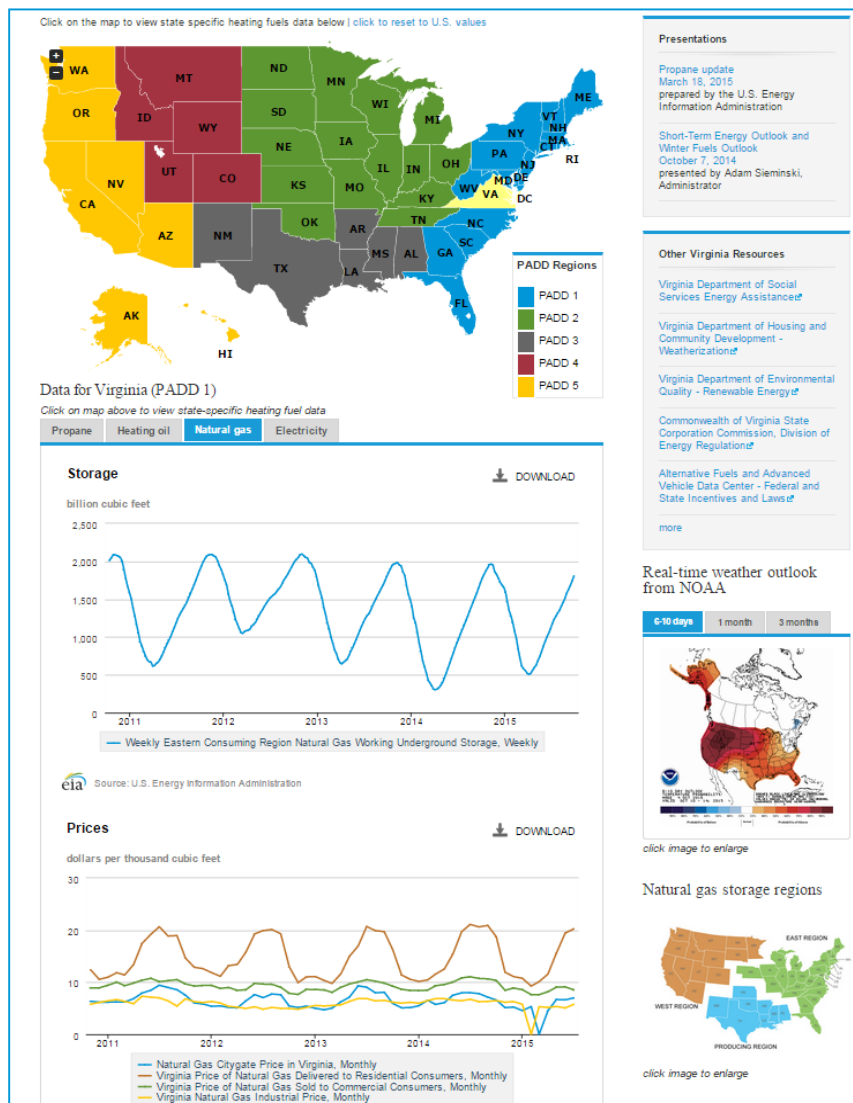 Click on the map to view state specific heating fuels data below | click to reset to U.S. values
+
−
WA
OR
CA
NV
AZ
AK
HI
MT
ID
WY
UT
CO
ND
SD
NE
KS
OK
MN
IA
MO
WI
IL
IN
MI
OH
KY
TN
NM
TX
AR
LA
MS
AL
ME
VT
NH
MA
NY
CT
RI
PA
NJ
MD
DE
WV
VA
DC
NC
SC
GA
FL
PADD Regions
PADD 1
PADD 2
PADD 3
PADD 4
PADD 5
Data for Virginia (PADD 1)
Click on map above to view state-specific heating fuel data
Propane
Heating oil
Natural gas
Electricity
Storage
DOWNLOAD
billion cubic feet
2,500
2,000
1,500
1,000
500
0
2011
2012
2013
2014
2015
Weekly Eastern Consuming Region Natural Gas Working Underground Storage, Weekly
eia
Source: U.S. Energy Information Administration
Prices
DOWNLOAD
dollars per thousand cubic feet
30
20
10
0
2011
2012
2013
2014
2015
Natural Gas Citygate Price in Virginia, Monthly
Virginia Price of Natural Gas Delivered to Residential Consumers, Monthly
Virginia Price of Natural Gas Sold to Commercial Consumers, Monthly
Virginia Natural Gas Industrial Price, Monthly
Presentations
Propane update
March 18, 2015
prepared by the U.S. Energy
Information Administration
Short-Term Energy Outlook and
Winter Fuels Outlook
October 7, 2014
presented by Adam Sieminski,
Administrator
Other Virginia Resources
Virginia Department of Social
Services Energy Assistance
Virginia Department of Housing and
Community Development -
Weatherization
Virginia Department of Environmental
Quality - Renewable Energy
Commonwealth of Virginia State
Corporation Commission, Division of
Energy Regulation
Alternative Fuels and Advanced
Vehicle Data Center - Federal and
State Incentives and Laws
more
Real-time weather outlook
from NOAA
6-10 days
1 month
3 months
click image to enlarge
Natural gas storage regions
EAST REGION
WEST REGION
PRODUCING REGION
click image to enlarge